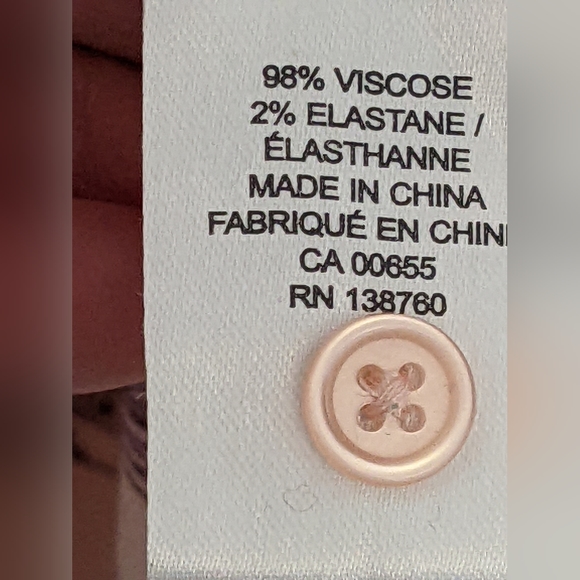 98% VISCOSE
2% ELASTANE /
ÉLASTHANNE
MADE IN CHINA
FABRIQUÉ EN CHIN
CA 00655
RN 138760